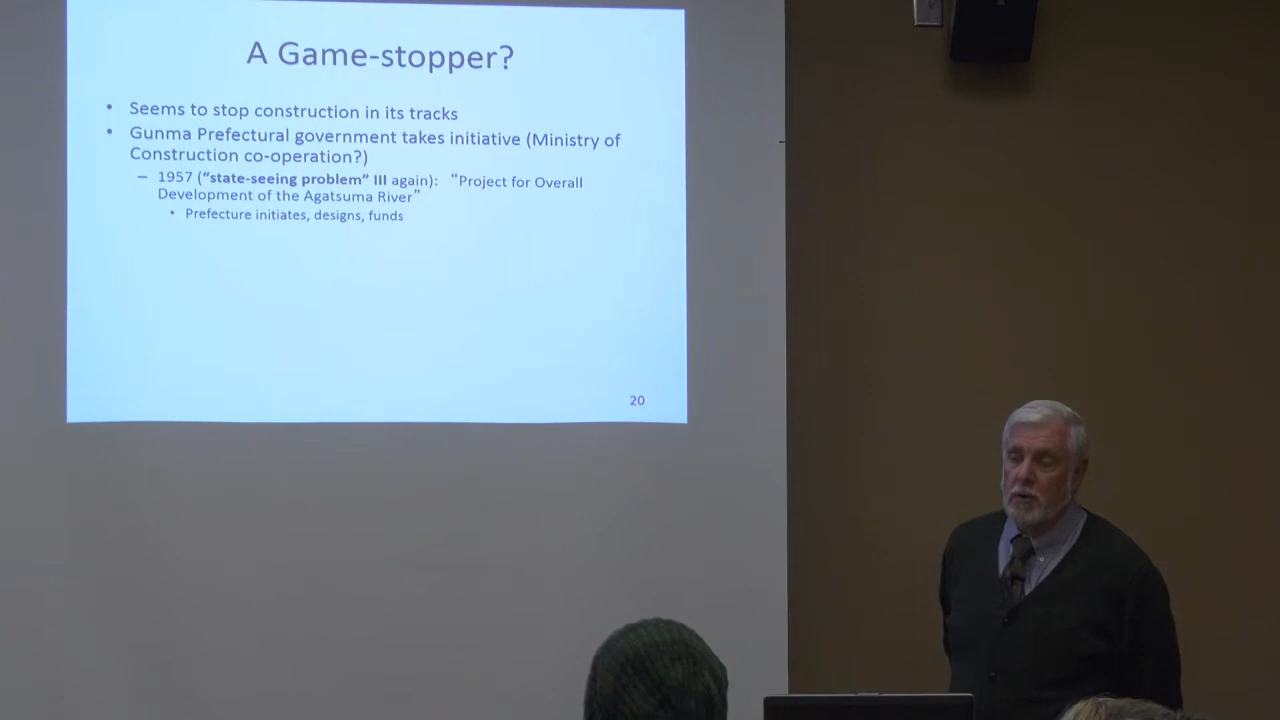 A Game-stopper?
• Seems to stop construction in its tracks
• Gunma Prefectural government takes initiative (Ministry of
Construction co-operation?)
– 1957 (“state-seeing problem” III again): “Project for Overall
Development of the Agatsuma River”
• Prefecture initiates, designs, funds
20